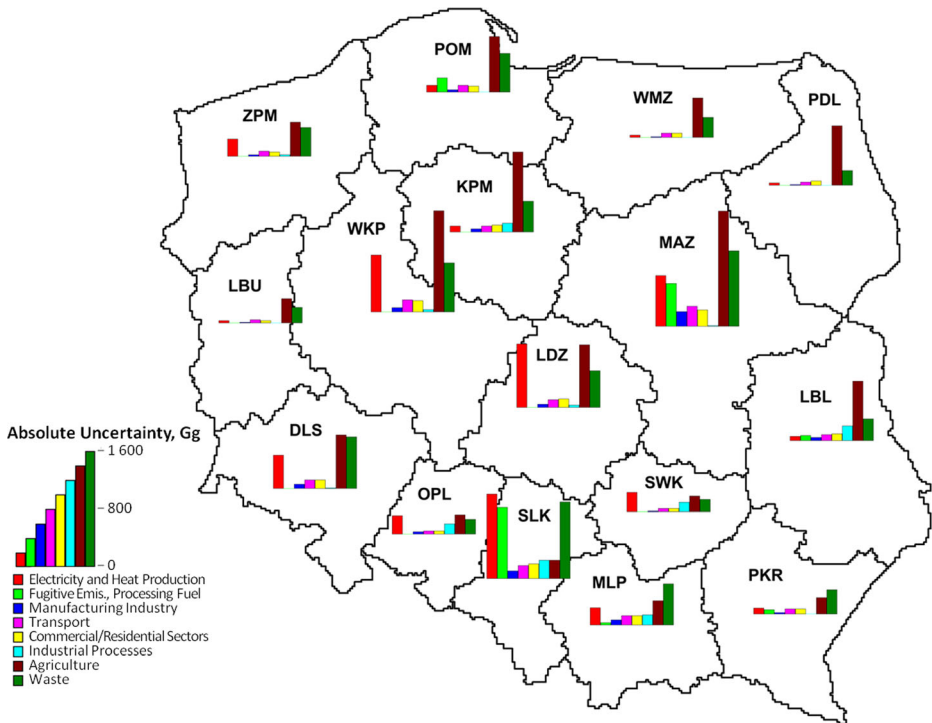 POM
ZPM
WMZ
PDL
KPM
WKP
MAZ
LBU
LDZ
LBL
DLS
OPL
SLK
SWK
MLP
PKR
Absolute Uncertainty, Gg
1 600
800
0
Electricity and Heat Production
Fugitive Emis., Processing Fuel
Manufacturing Industry
Transport
Commercial/Residential Sectors
Industrial Processes
Agriculture
Waste